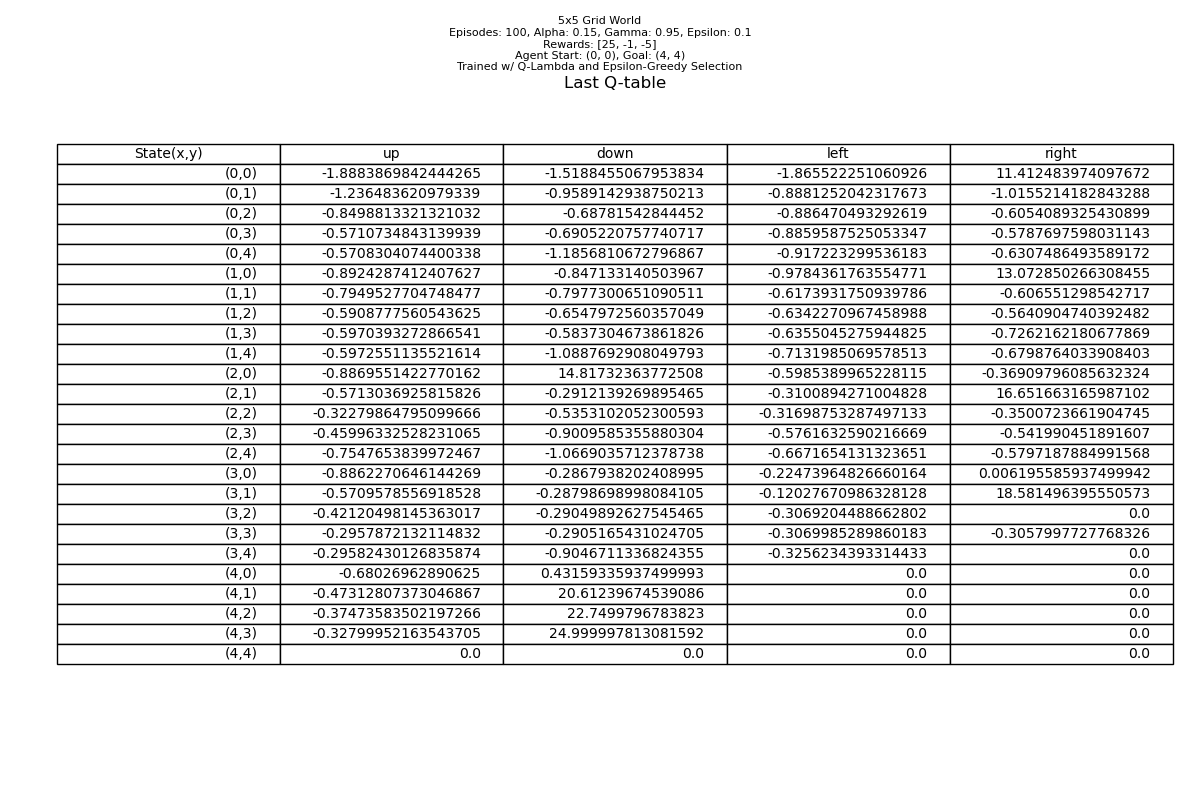 5x5 Grid World
Episodes: 100, Alpha: 0.15, Gamma: 0.95, Epsilon: 0.1
Rewards: [25, -1, -5]
Agent Start: (0, 0), Goal: (4, 4)
Trained w/ Q-Lambda and Epsilon-Greedy Selection
Last Q-table
State(x,y) up down left right
(0,0) -1.8883869842444265 -1.5188455067953834 -1.865522251060926 11.412483974097672
(0,1) -1.236483620979339 -0.9589142938750213 -0.8881252042317673 -1.0155214182843288
(0,2) -0.8498813321321032 -0.68781542844452 -0.886470493292619 -0.6054089325430899
(0,3) -0.5710734843139939 -0.6905220757740717 -0.8859587525053347 -0.5787697598031143
(0,4) -0.5708304074400338 -1.1856810672796867 -0.917223299536183 -0.6307486493589172
(1,0) -0.8924287412407627 -0.847133140503967 -0.9784361763554771 13.072850266308455
(1,1) -0.7949527704748477 -0.7977300651090511 -0.6173931750939786 -0.606551298542717
(1,2) -0.5908777560543625 -0.6547972560357049 -0.6342270967458988 -0.5640904740392482
(1,3) -0.5970393272866541 -0.5837304673861826 -0.6355045275944825 -0.7262162180677869
(1,4) -0.5972551135521614 -1.0887692908049793 -0.7131985069578513 -0.6798764033908403
(2,0) -0.8869551422770162 14.81732363772508 -0.5985389965228115 -0.36909796085632324
(2,1) -0.5713036925815826 -0.2912139269895465 -0.3100894271004828 16.651663165987102
(2,2) -0.32279864795099666 -0.5353102052300593 -0.31698753287497133 -0.3500723661904745
(2,3) -0.45996332528231065 -0.9009585355880304 -0.5761632590216669 -0.541990451891607
(2,4) -0.7547653839972467 -1.0669035712378738 -0.6671654131323651 -0.5797187884991568
(3,0) -0.8862270646144269 -0.2867938202408995 -0.22473964826660164 0.006195585937499942
(3,1) -0.5709578556918528 -0.28798698998084105 -0.12027670986328128 18.581496395550573
(3,2) -0.42120498145363017 -0.29049892627545465 -0.3069204488662802 0.0
(3,3) -0.2957872132114832 -0.2905165431024705 -0.3069985289860183 -0.3057997727768326
(3,4) -0.29582430126835874 -0.9046711336824355 -0.3256234393314433 0.0
(4,0) -0.68026962890625 0.43159335937499993 0.0 0.0
(4,1) -0.47312807373046867 20.61239674539086 0.0 0.0
(4,2) -0.37473583502197266 22.7499796783823 0.0 0.0
(4,3) -0.32799952163543705 24.999997813081592 0.0 0.0
(4,4) 0.0 0.0 0.0 0.0